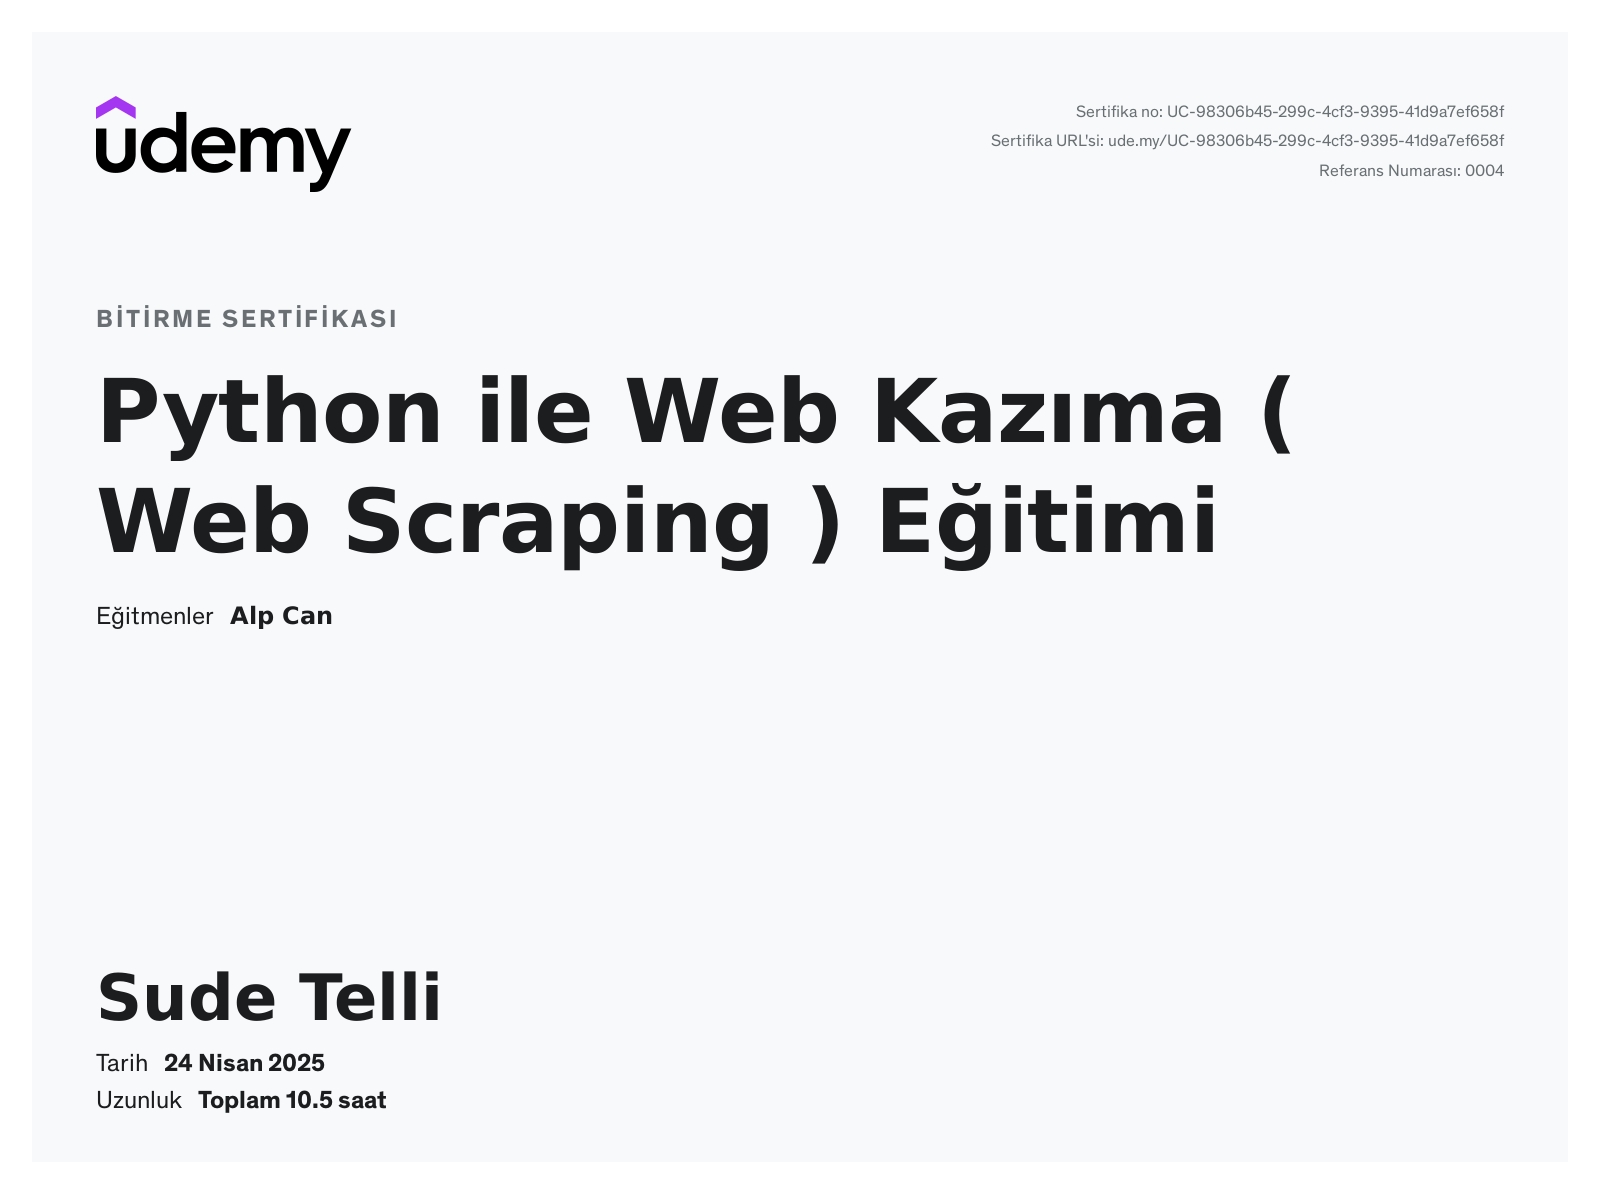 udemy
Sertifika no: UC-98306b45-299c-4cf3-9395-41d9a7ef658f
Sertifika URL'si: ude.my/UC-98306b45-299c-4cf3-9395-41d9a7ef658f
Referans Numarası: 0004
BİTİRME SERTİFİKASI
Python ile Web Kazıma (
Web Scraping ) Eğitimi
Eğitmenler Alp Can
Sude Telli
Tarih 24 Nisan 2025
Uzunluk Toplam 10.5 saat